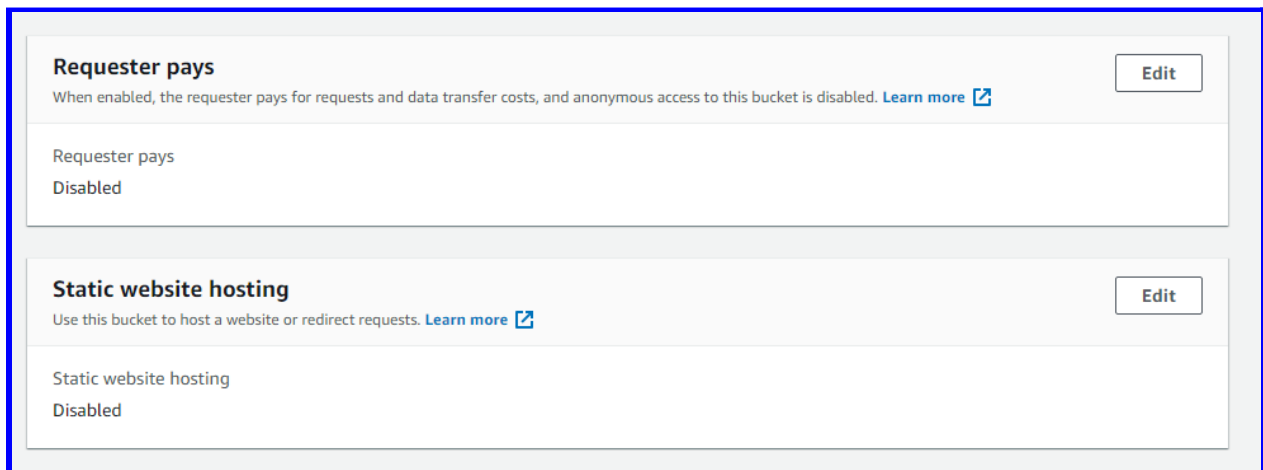 Requester pays
Edit
When enabled, the requester pays for requests and data transfer costs, and anonymous access to this bucket is disabled. Learn more
Requester pays
Disabled
Static website hosting
Edit
Use this bucket to host a website or redirect requests. Learn more
Static website hosting
Disabled